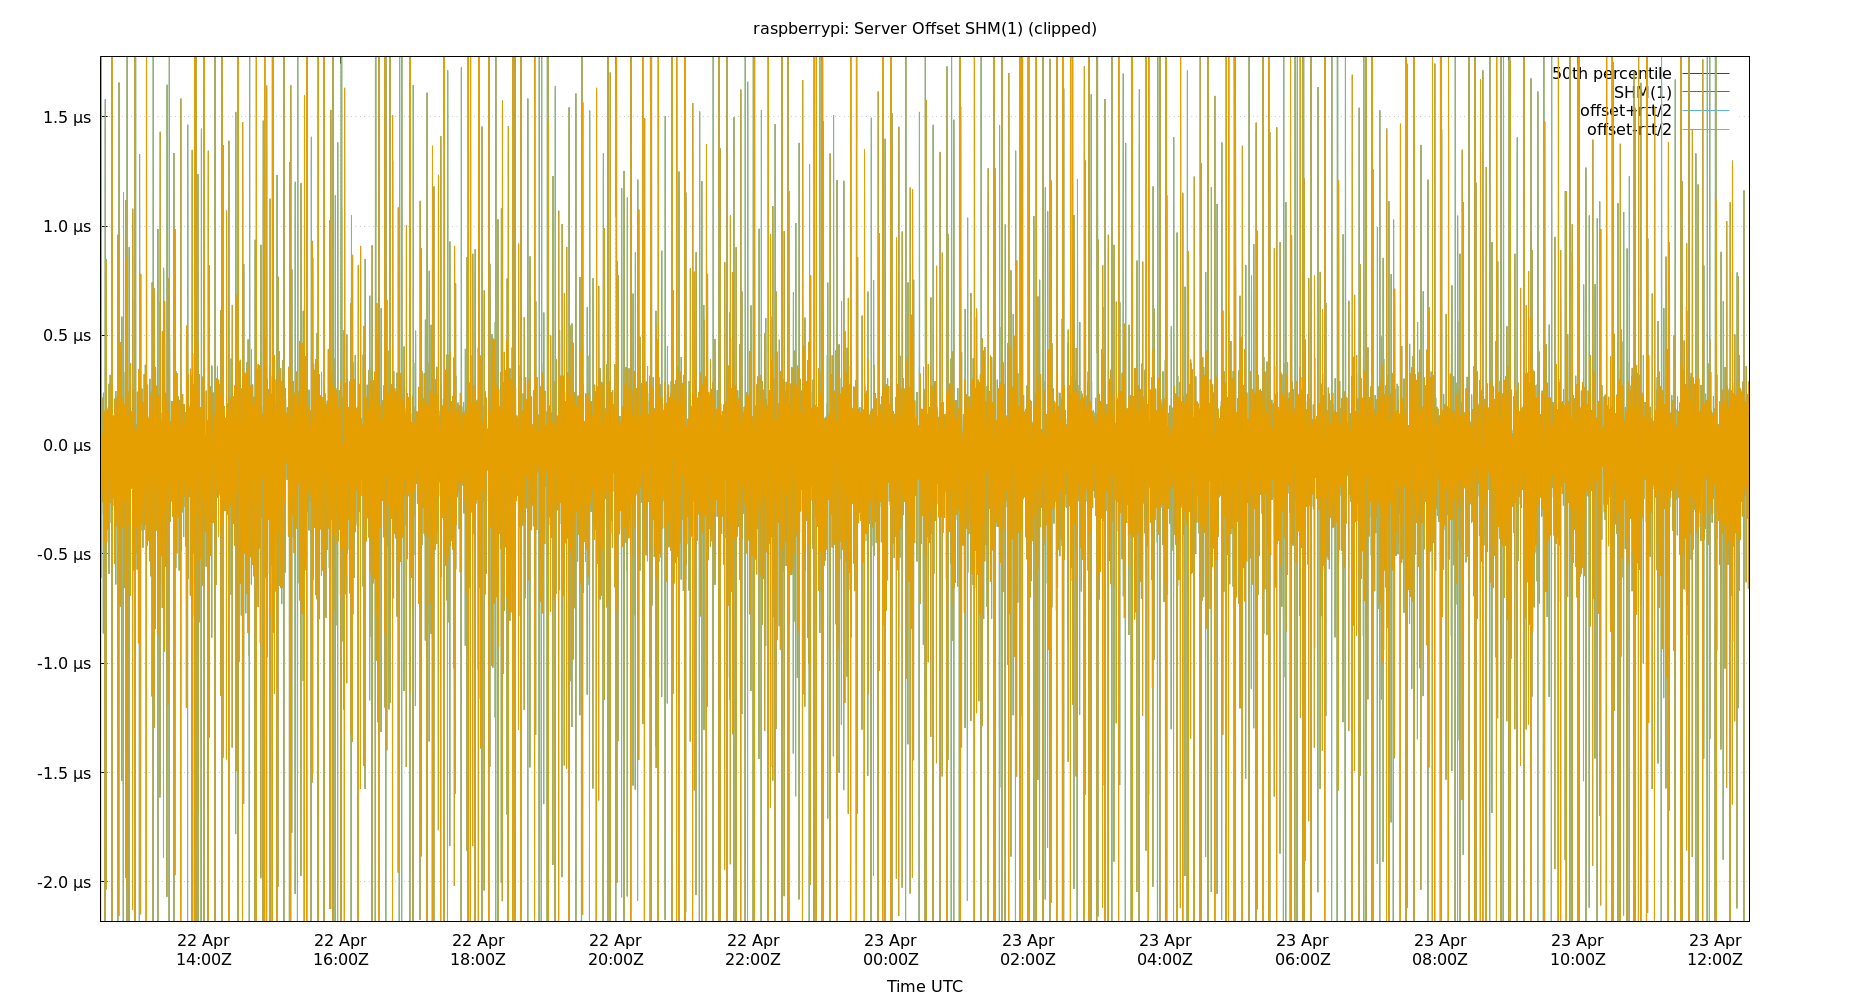 raspberrypi: Server Offset SHM(1) (clipped)
50th percentile
SHM(1)
offset+rtt/2
offset-rtt/2
1.5 µs
1.0 µs
0.5 µs
0.0 µs
-0.5 µs
-1.0 µs
-1.5 µs
-2.0 µs
22 Apr 22 Apr 22 Apr 22 Apr 22 Apr 23 Apr 23 Apr 23 Apr 23 Apr 23 Apr 23 Apr 23 Apr
14:00Z 16:00Z 18:00Z 20:00Z 22:00Z 00:00Z 02:00Z 04:00Z 06:00Z 08:00Z 10:00Z 12:00Z
Time UTC